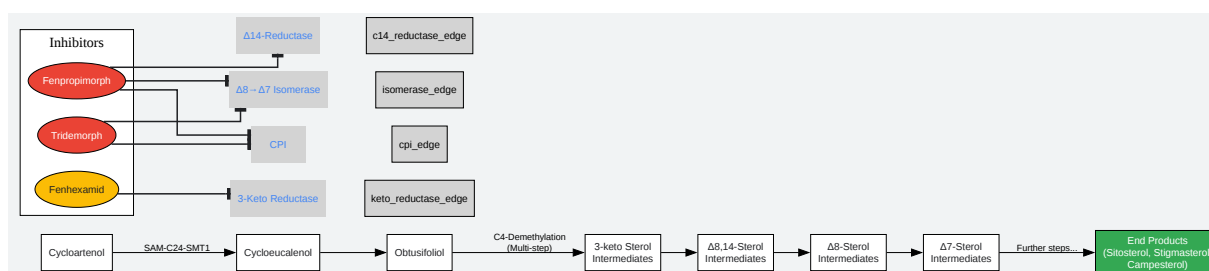 Inhibitors
Δ14-Reductase
c14_reductase_edge
Fenpropimorph
Δ8→Δ7 Isomerase
isomerase_edge
Tridemorph
CPI
cpi_edge
Fenhexamid
3-Keto Reductase
keto_reductase_edge
Cycloartenol
SAM-C24-SMT1
Cycloeucalenol
Obtusifoliol
C4-Demethylation
(Multi-step)
3-keto Sterol
Intermediates
Δ8,14-Sterol
Intermediates
Δ8-Sterol
Intermediates
Δ7-Sterol
Intermediates
Further steps...
End Products
(Sitosterol, Stigmasterol
Campesterol)